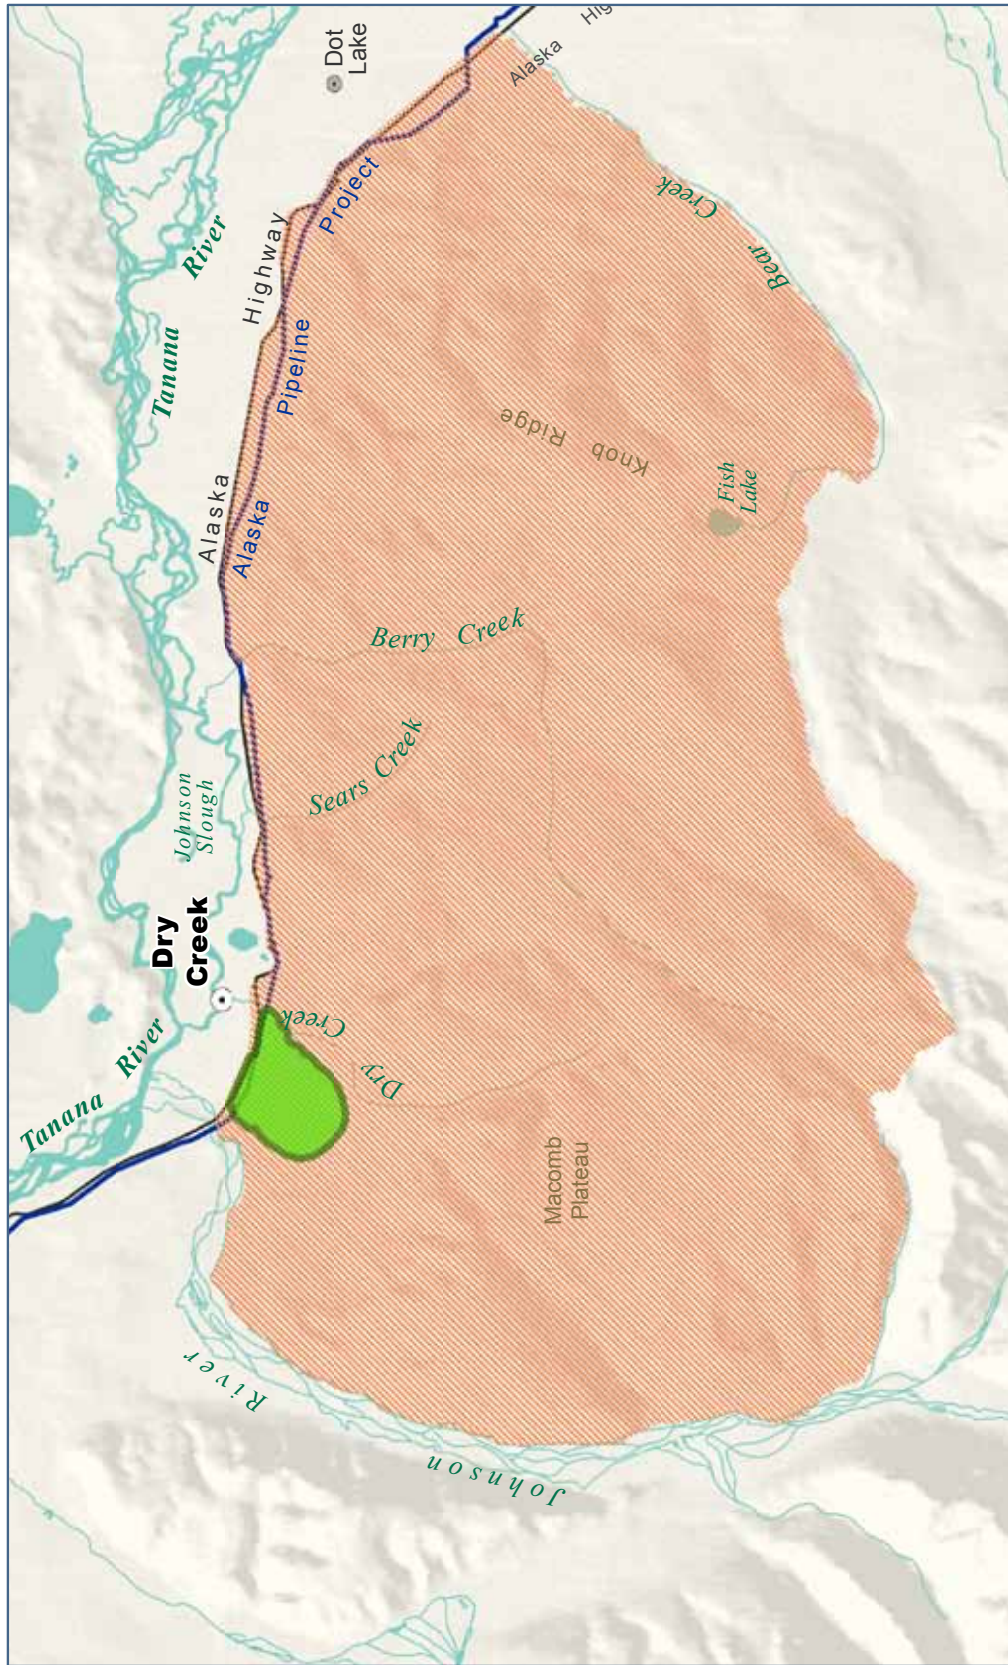 Dot
Lake
Alaska
Hig
Tanana River
Alaska Highway
Alaska Pipeline Project
Bear Creek
Knob Ridge
Fish
Lake
Berry Creek
Sears Creek
Johnson
Slough
Dry
Creek
Tanana River
Dry Creek
Macomb
Plateau
Johnson River